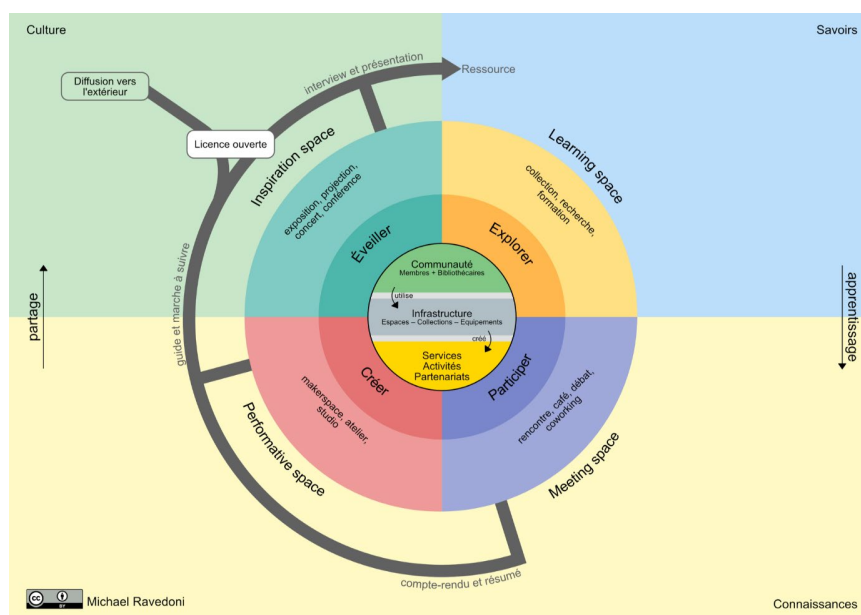 Culture
Savoirs
interview et présentation
Ressource
Diffusion vers
l'extérieur
Licence ouverte
Inspiration space
exposition, projection,
concert, conférence
Éveiller
Learning space
collection, recherche,
formation
Explorer
Communauté
Membres + Bibliothécaires
utilise
Infrastructure
Espaces – Collections – Equipements
créé
Services
Activités
Partenariats
partage
guide et marche à suivre
apprentissage
Créer
makerspace, atelier,
studio
Performative space
Participer
rencontre, café, débat,
coworking
Meeting space
compte-rendu et résumé
cc
BY
Michael Ravedoni
Connaissances